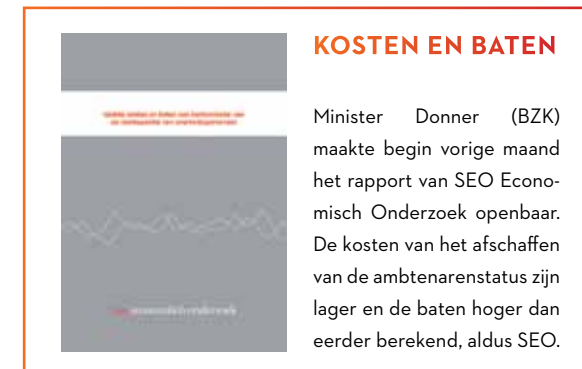 KOSTEN EN BATEN
Minister Donner (BZK)
maakte begin vorige maand
het rapport van SEO Econo-
misch Onderzoek openbaar.
De kosten van het afschaffen
van de ambtenarenstatus zijn
lager en de baten hoger dan
eerder berekend, aldus SEO.